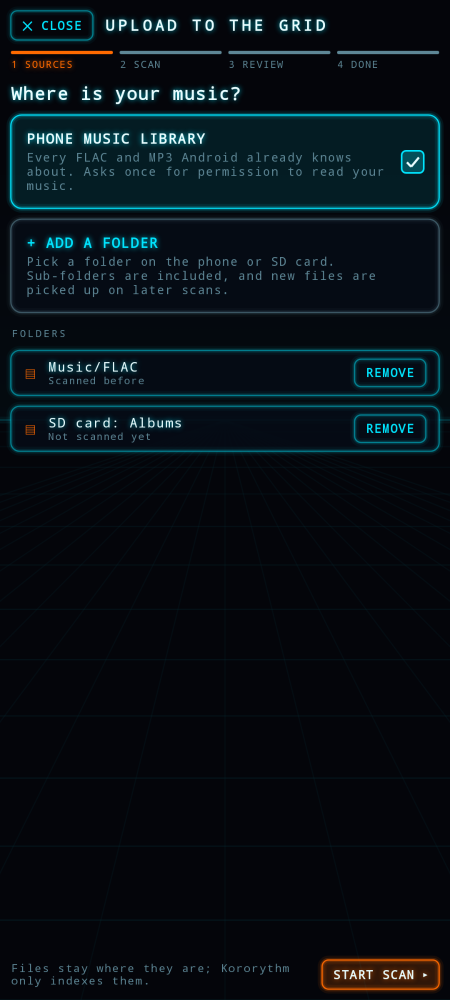 × CLOSE
UPLOAD TO THE GRID
1 SOURCES
2 SCAN
3 REVIEW
4 DONE
Where is your music?
PHONE MUSIC LIBRARY
Every FLAC and MP3 Android already knows
about. Asks once for permission to read your
music.
+ ADD A FOLDER
Pick a folder on the phone or SD card.
Sub-folders are included, and new files are
picked up on later scans.
FOLDERS
Music/FLAC
Scanned before
REMOVE
SD card: Albums
Not scanned yet
REMOVE
Files stay where they are; Kororythm
only indexes them.
START SCAN ▸